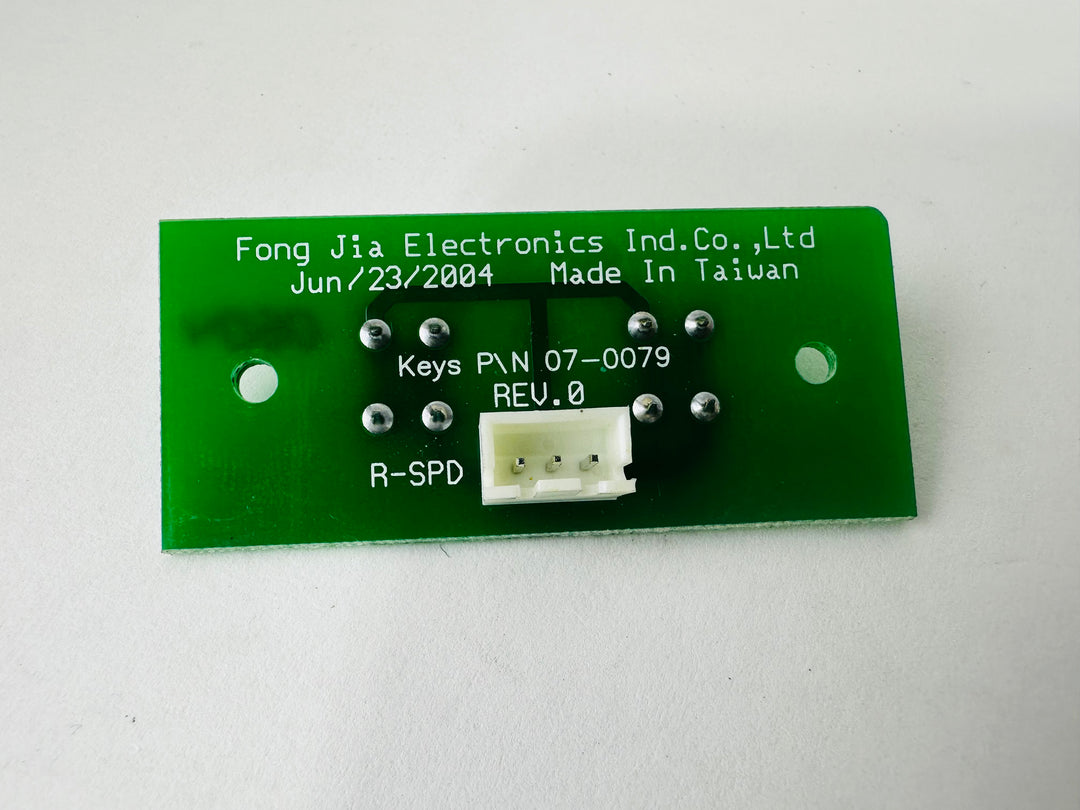 Fong Jia Electronics Ind.Co.,Ltd
Jun/23/2004 Made In Taiwan
Keys P\N 07-0079
REV.0
R-SPD